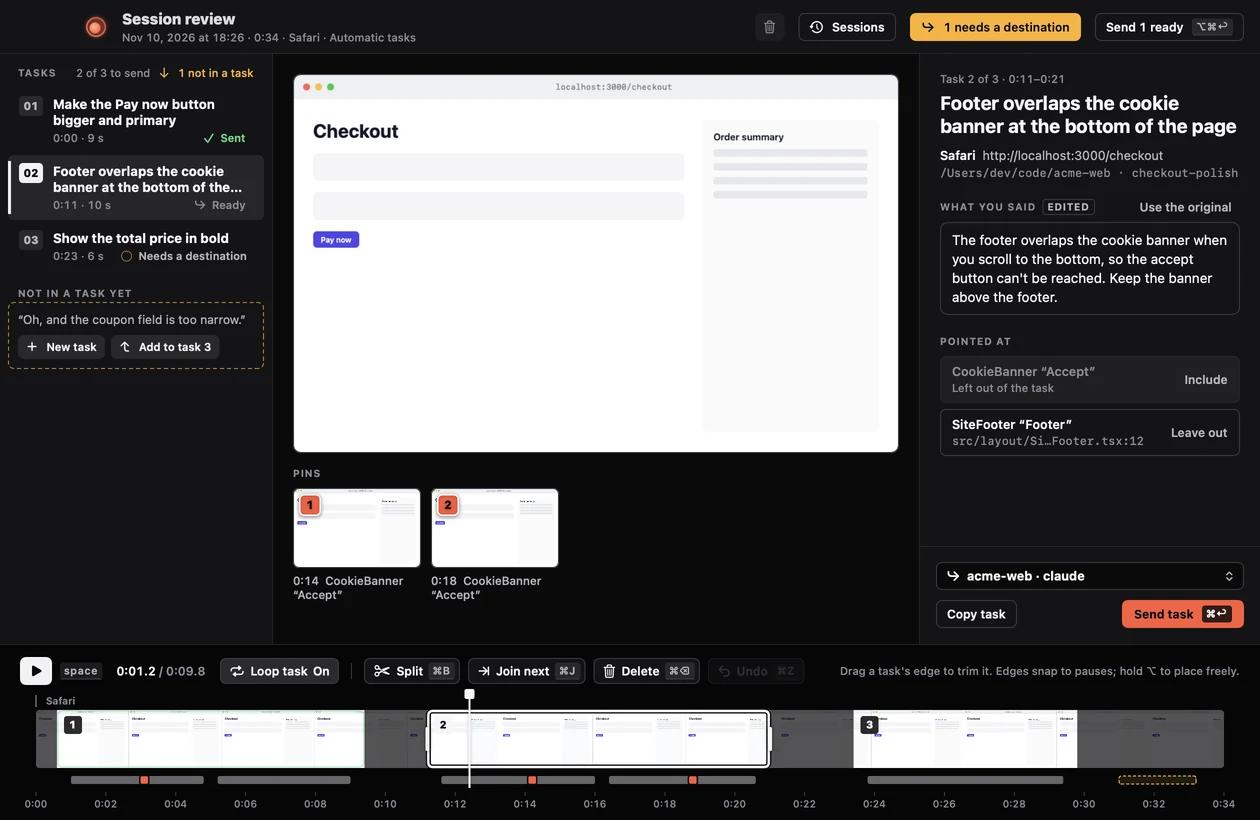 Session review
Nov 10, 2026 at 18:26 · 0:34 · Safari · Automatic tasks
Sessions
1 needs a destination
Send 1 ready ⌥⌘↩
TASKS 2 of 3 to send ↓ 1 not in a task
01 Make the Pay now button
bigger and primary
0:00 · 9 s ✓ Sent
02 Footer overlaps the cookie
banner at the bottom of the...
0:11 · 10 s Ready
03 Show the total price in bold
0:23 · 6 s Needs a destination
NOT IN A TASK YET
“Oh, and the coupon field is too narrow.”
+ New task
Add to task 3
localhost:3000/checkout
Checkout
Order summary
Pay now
PINS
1
2
0:14 CookieBanner
“Accept”
0:18 CookieBanner
“Accept”
Task 2 of 3 · 0:11–0:21
Footer overlaps the cookie
banner at the bottom of the page
Safari http://localhost:3000/checkout
/Users/dev/code/acme-web · checkout-polish
WHAT YOU SAID EDITED Use the original
The footer overlaps the cookie banner when
you scroll to the bottom, so the accept
button can't be reached. Keep the banner
above the footer.
POINTED AT
CookieBanner “Accept”
Left out of the task
Include
SiteFooter “Footer”
src/layout/Si…Footer.tsx:12
Leave out
acme-web · claude
Copy task
Send task ⌘↩
space
0:01.2 / 0:09.8
Loop task On
Split ⌘B
Join next ⌘J
Delete ⌘⌫
Undo ⌘Z
Drag a task's edge to trim it. Edges snap to pauses; hold ⌥ to place freely.
Safari
1
2
3
0:00 0:02 0:04 0:06 0:08 0:10 0:12 0:14 0:16 0:18 0:20 0:22 0:24 0:26 0:28 0:30 0:32 0:34